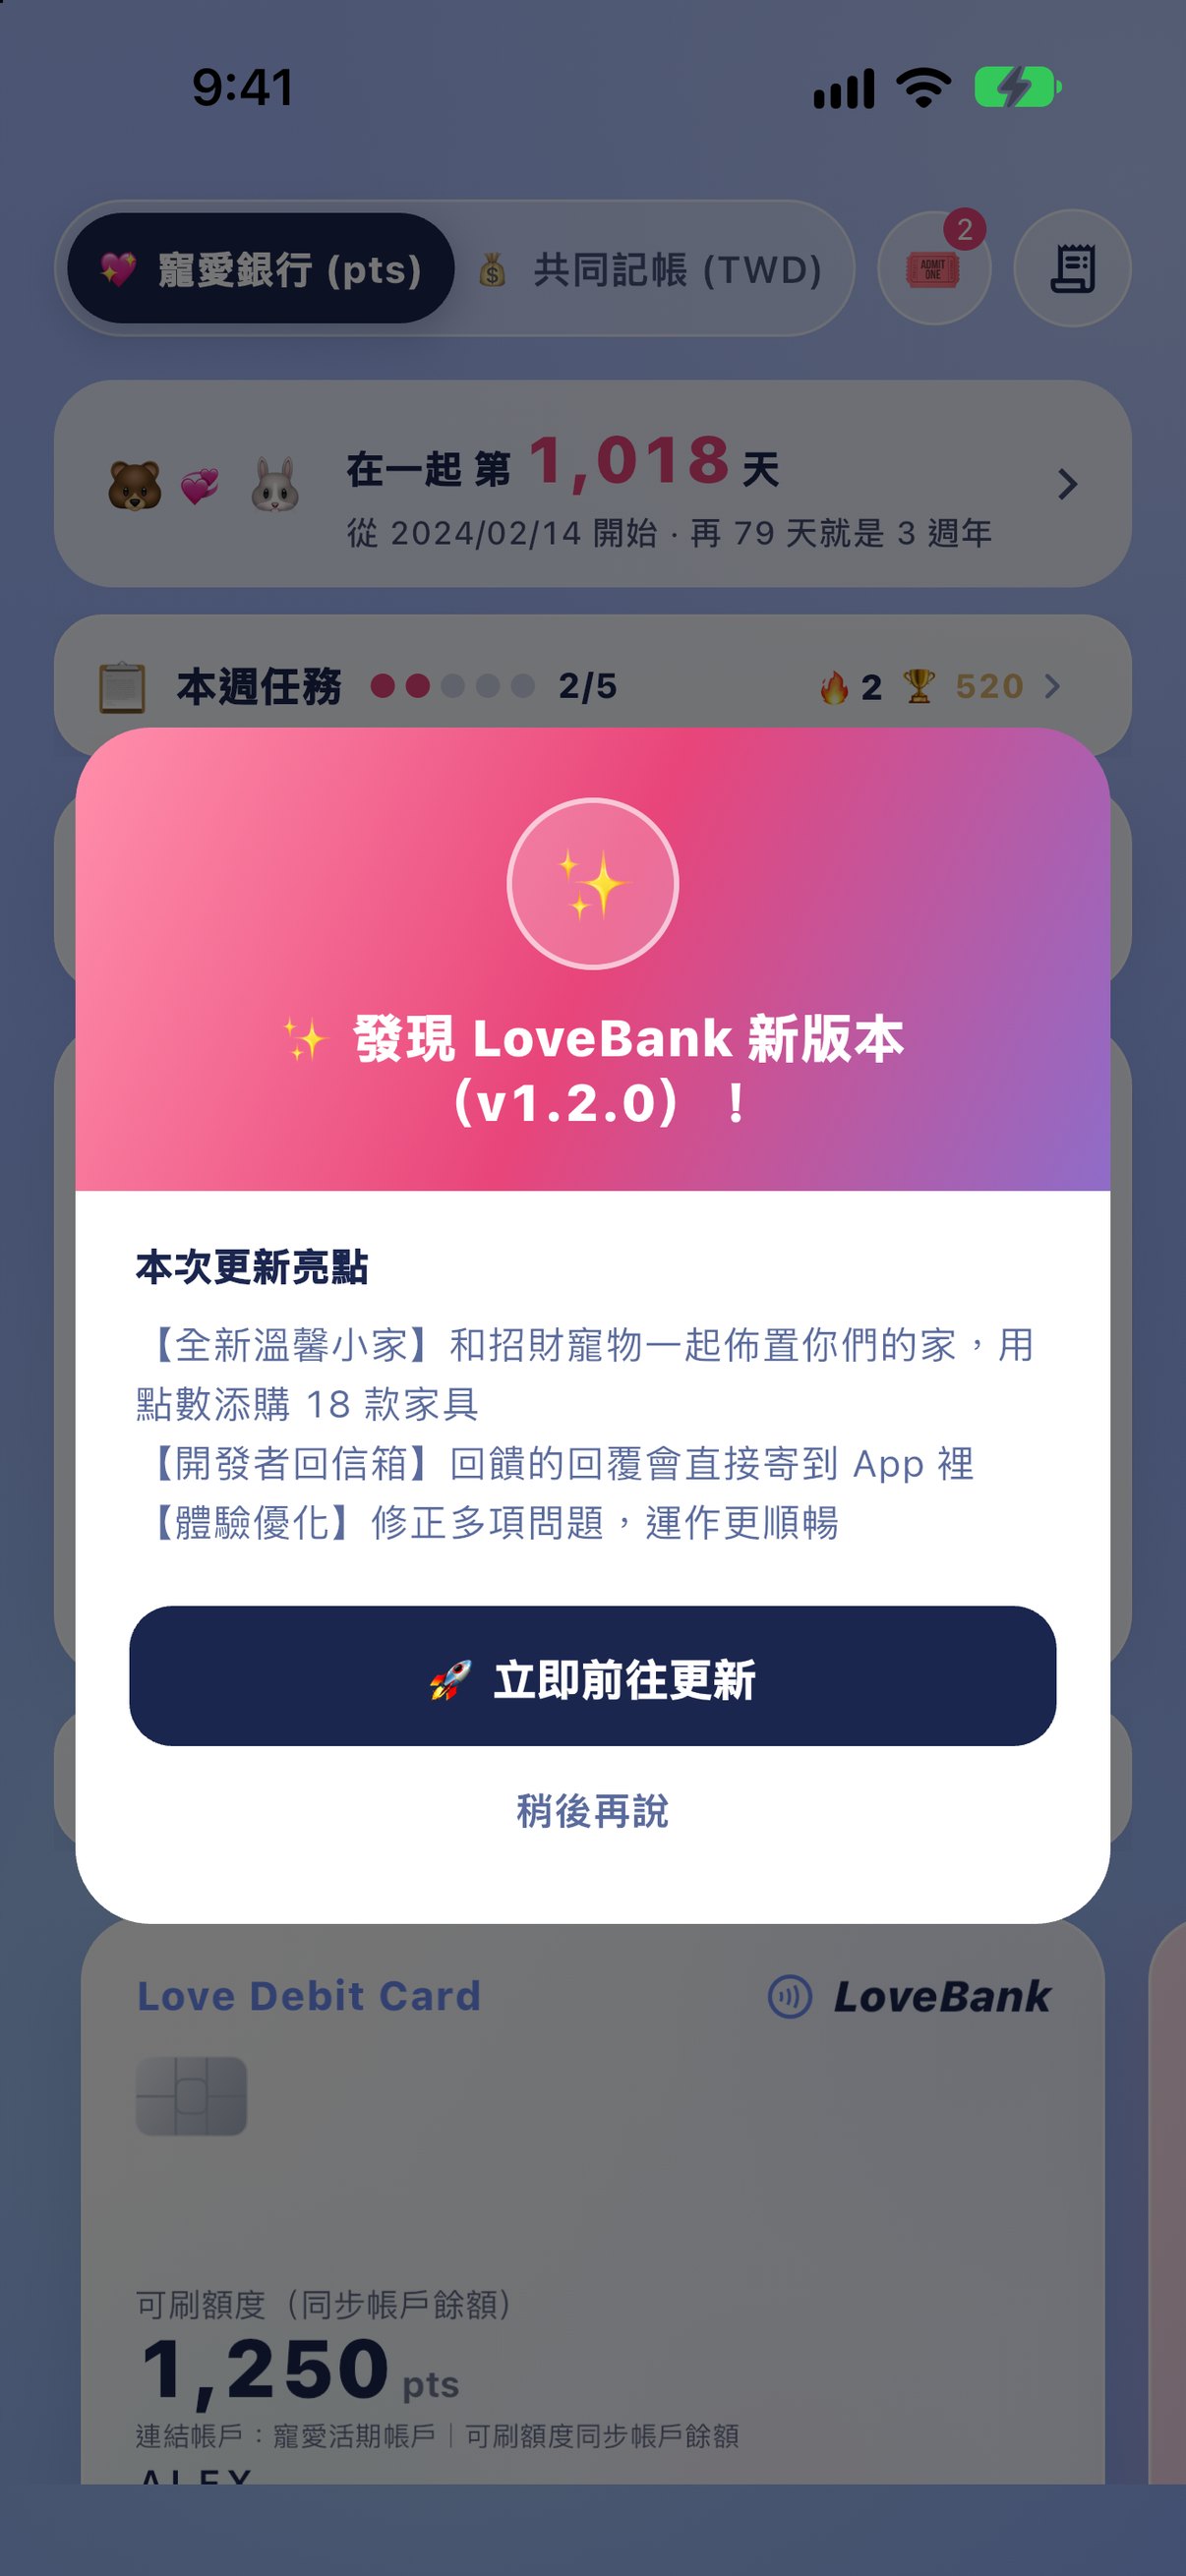 9:41
寵愛銀行 (pts)
共同記帳 (TWD)
ADMIT ONE
2
在一起 第 1,018 天
從 2024/02/14 開始 · 再 79 天就是 3 週年
本週任務 2/5 2 520
發現 LoveBank 新版本
（v1.2.0）！
本次更新亮點
【全新溫馨小家】和招財寵物一起佈置你們的家，用
點數添購 18 款家具
【開發者回信箱】回饋的回覆會直接寄到 App 裡
【體驗優化】修正多項問題，運作更順暢
立即前往更新
稍後再說
Love Debit Card
LoveBank
可刷額度（同步帳戶餘額）
1,250 pts
連結帳戶：寵愛活期帳戶｜可刷額度同步帳戶餘額
ALEX